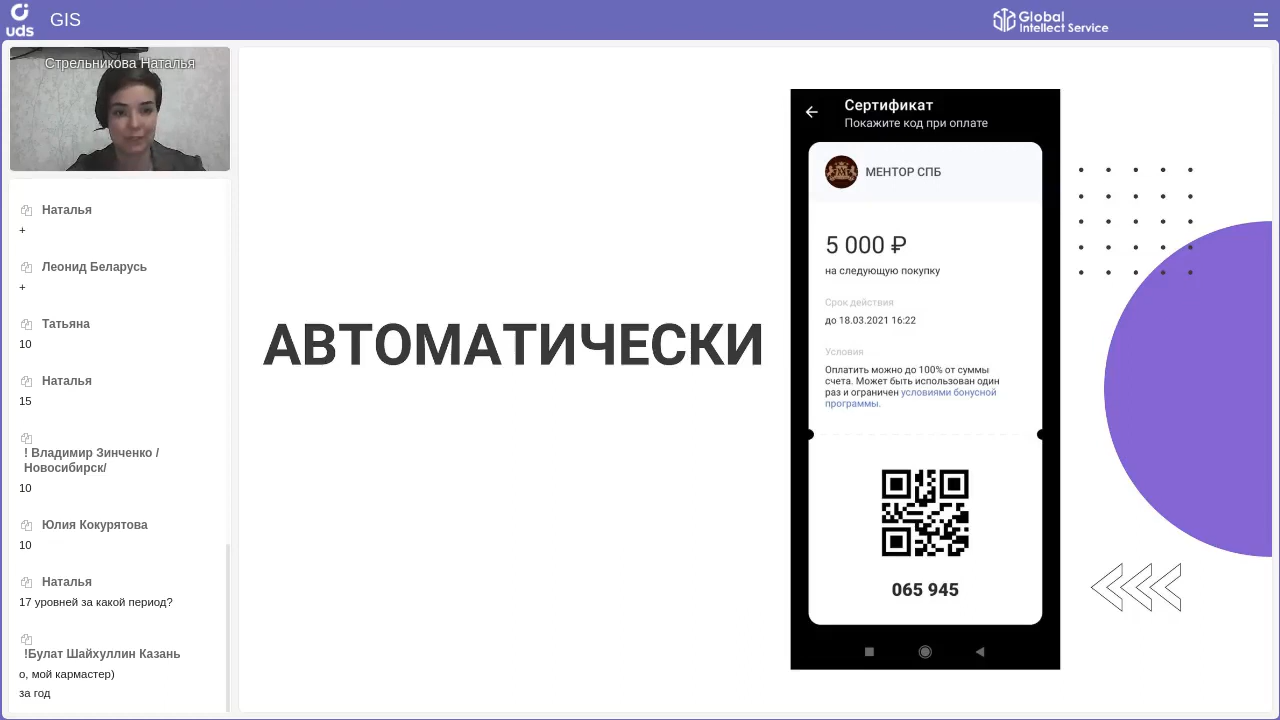 uds
GIS
Global
Intellect Service
Стрельникова Наталья
Наталья
+
Леонид Беларусь
+
Татьяна
10
Наталья
15
! Владимир Зинченко /
Новосибирск/
10
Юлия Кокурятова
10
Наталья
17 уровней за какой период?
!Булат Шайхуллин Казань
о, мой кармастер)
за год
АВТОМАТИЧЕСКИ
Сертификат
Покажите код при оплате
МЕНТОР СПБ
5 000 ₽
на следующую покупку
Срок действия
до 18.03.2021 16:22
Условия
Оплатить можно до 100% от суммы
счета. Может быть использован один
раз и ограничен условиями бонусной
программы.
065 945